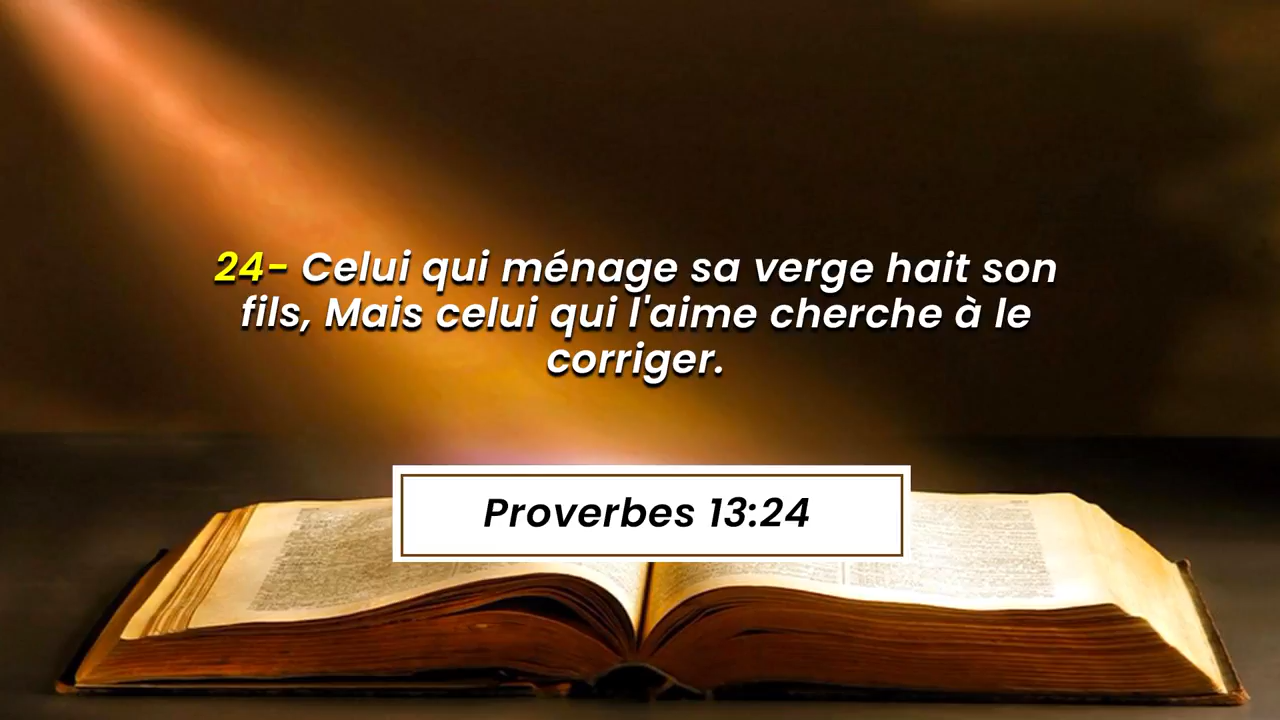 24- Celui qui ménage sa verge hait son
fils, Mais celui qui l'aime cherche à le
corriger.
Proverbes 13:24